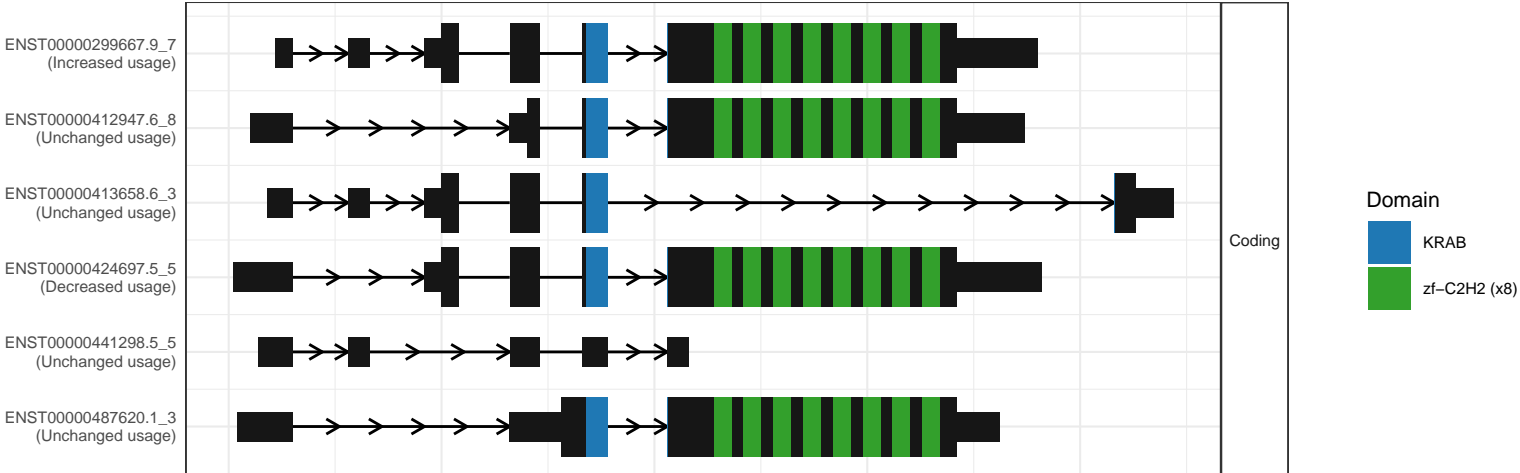 ENST00000299667.9_7
(Increased usage)
ENST00000412947.6_8
(Unchanged usage)
ENST00000413658.6_3
(Unchanged usage)
ENST00000424697.5_5
(Decreased usage)
ENST00000441298.5_5
(Unchanged usage)
ENST00000487620.1_3
(Unchanged usage)
Coding
Domain
KRAB
zf−C2H2 (x8)